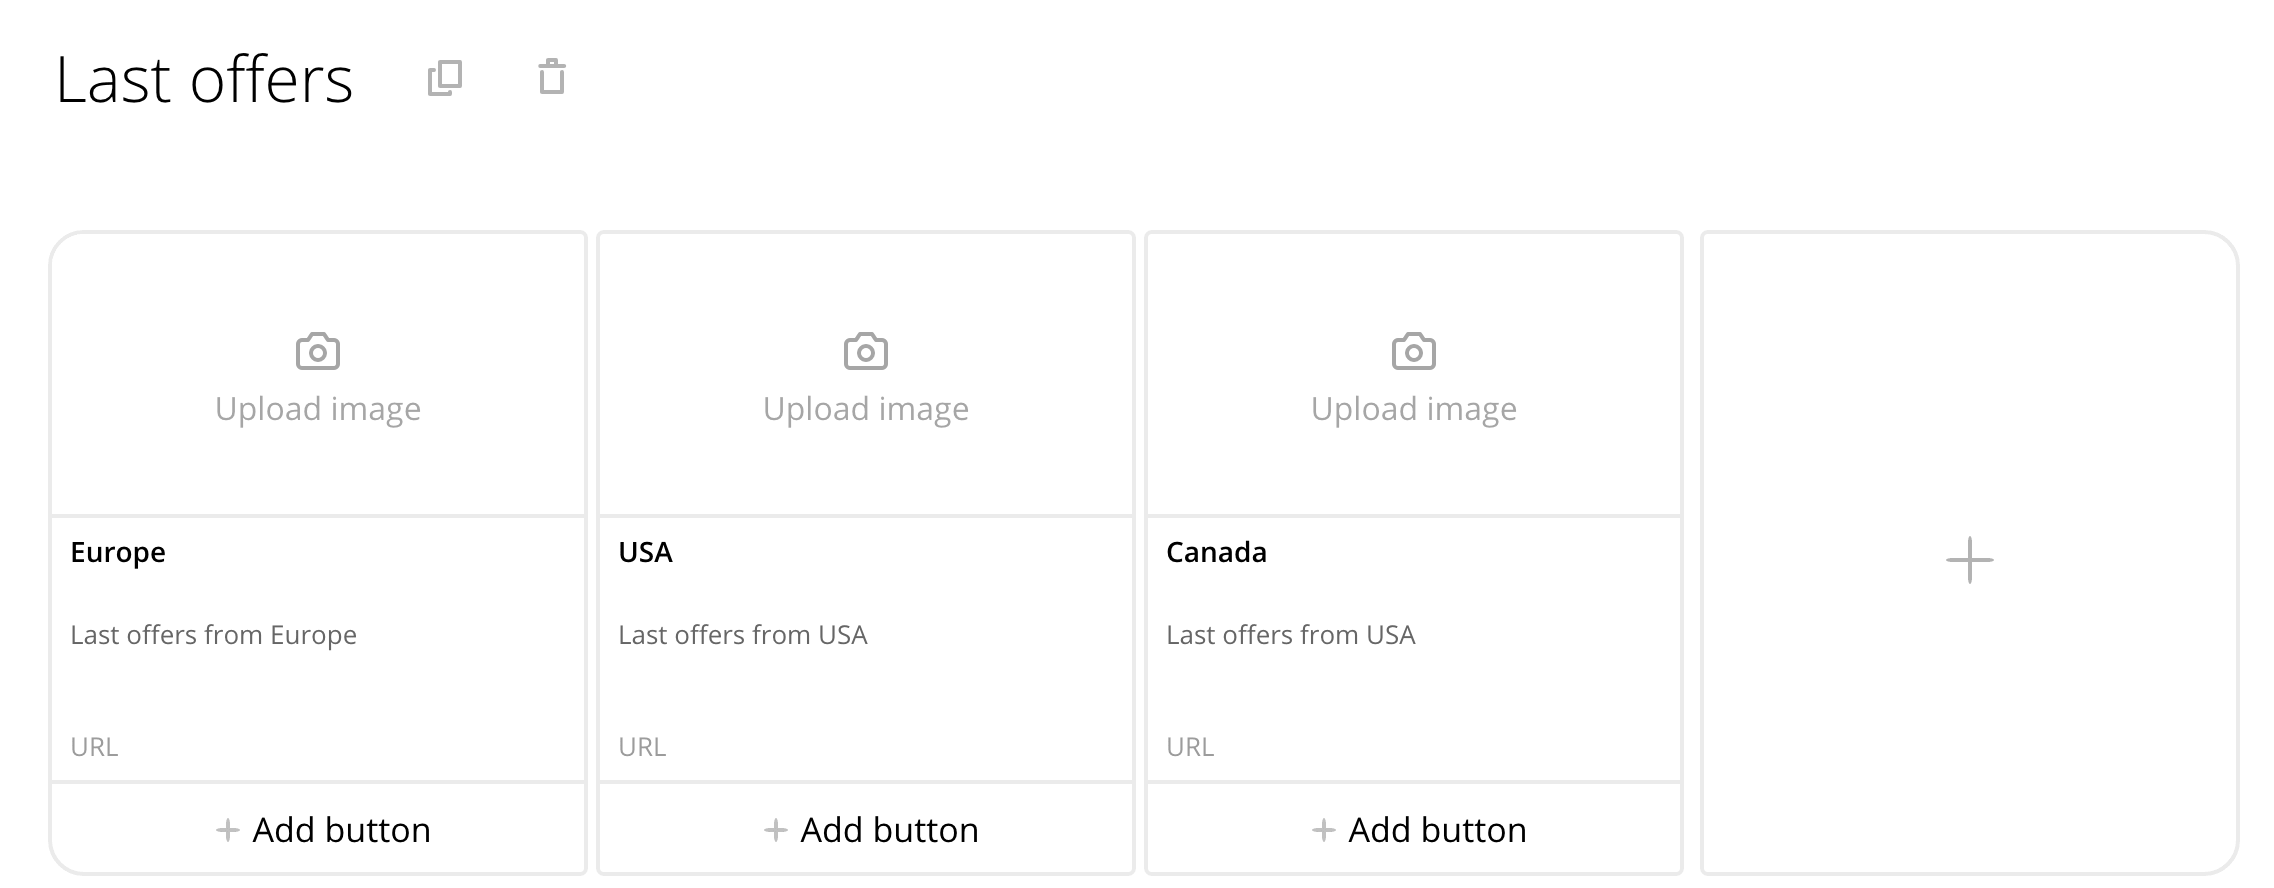 Last offers
Upload image
Upload image
Upload image
Europe
Last offers from Europe
URL
USA
Last offers from USA
URL
Canada
Last offers from USA
URL
Add button
Add button
Add button